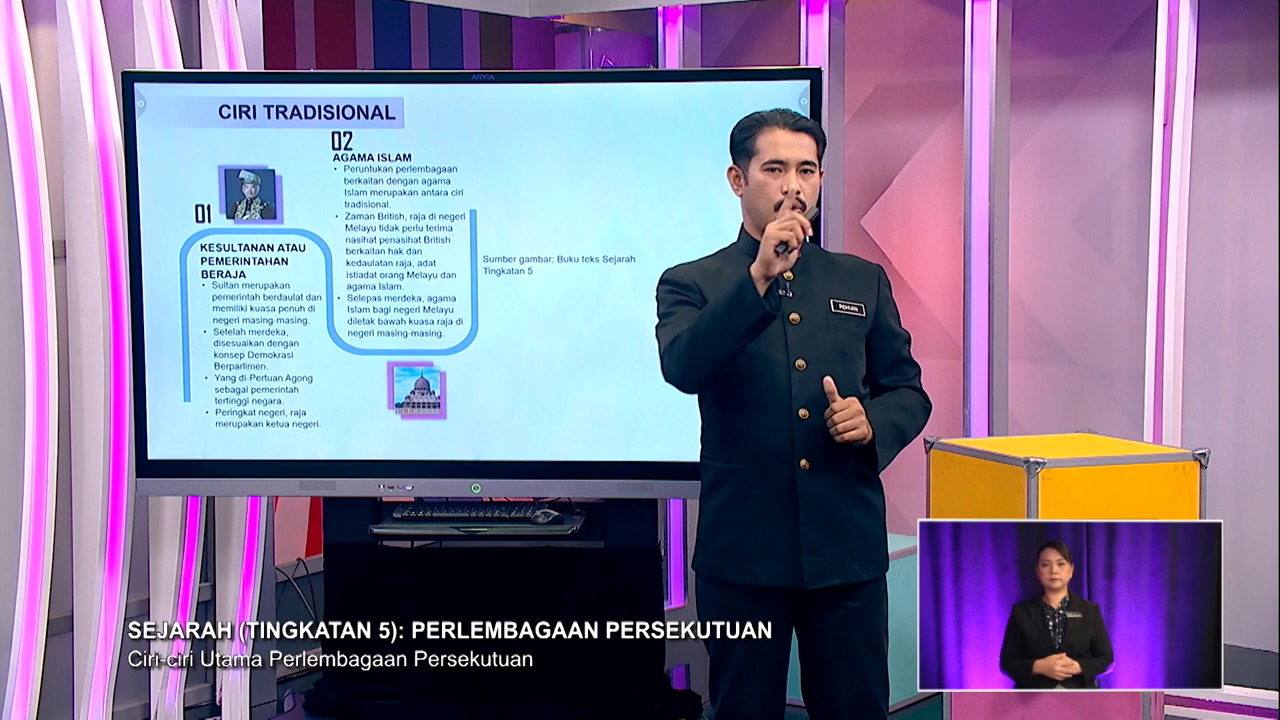 ARVIA
CIRI TRADISIONAL
01
KESULTANAN ATAU
PEMERINTAHAN
BERAJA
• Sultan merupakan
pemerintah berdaulat dan
memiliki kuasa penuh di
negeri masing-masing.
• Setelah merdeka,
disesuaikan dengan
konsep Demokrasi
Berparlimen.
• Yang di-Pertuan Agong
sebagai pemerintah
tertinggi negara.
• Peringkat negeri, raja
merupakan ketua negeri.
02
AGAMA ISLAM
• Peruntukan perlembagaan
berkaitan dengan agama
Islam merupakan antara ciri
tradisional.
• Zaman British, raja di negeri
Melayu tidak perlu terima
nasihat penasihat British
berkaitan hak dan
kedaulatan raja, adat
istiadat orang Melayu dan
agama Islam.
• Selepas merdeka, agama
Islam bagi negeri Melayu
diletak bawah kuasa raja di
negeri masing-masing.
Sumber gambar: Buku teks Sejarah
Tingkatan 5
SEJARAH (TINGKATAN 5): PERLEMBAGAAN PERSEKUTUAN
Ciri-ciri Utama Perlembagaan Persekutuan